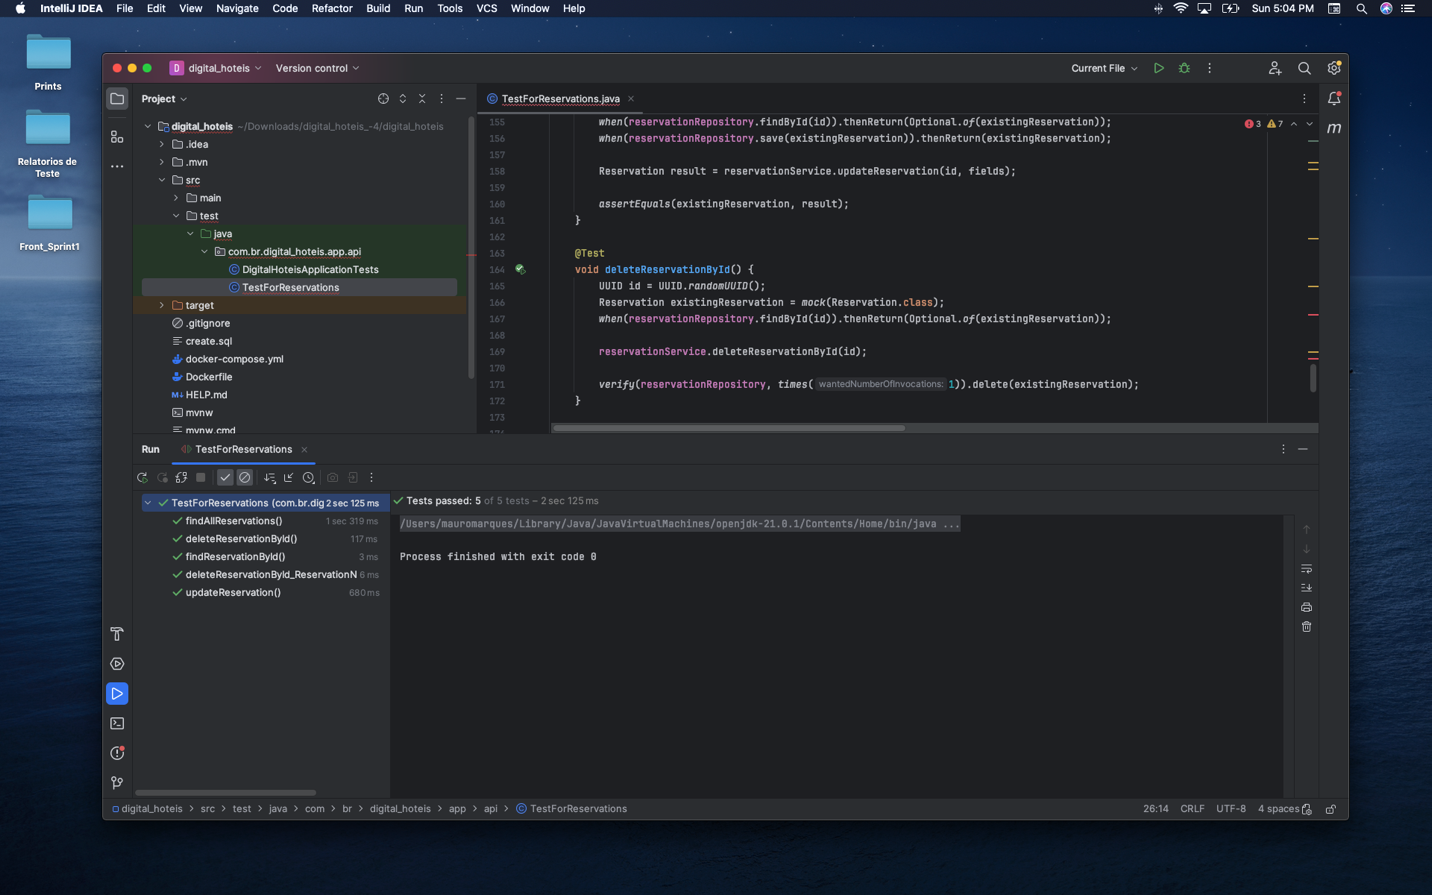 IntelliJ IDEA File Edit View Navigate Code Refactor Build Run Tools VCS Window Help Sun 5:04 PM
Prints
Relatorios de
Teste
Front_Sprint1
D digital_hoteis Version control Current File
Project
TestForReservations.java
digital_hoteis ~/Downloads/digital_hoteis_-4/digital_hoteis
.idea
.mvn
src
main
test
java
com.br.digital_hoteis.app.api
DigitalHoteisApplicationTests
TestForReservations
target
.gitignore
create.sql
docker-compose.yml
Dockerfile
M↓ HELP.md
mvnw
mvnw.cmd
3 7
m
155 when(reservationRepository.findById(id)).thenReturn(Optional.of(existingReservation));
156 when(reservationRepository.save(existingReservation)).thenReturn(existingReservation);
157
158 Reservation result = reservationService.updateReservation(id, fields);
159
160 assertEquals(existingReservation, result);
161 }
162
163 @Test
164 void deleteReservationById() {
165 UUID id = UUID.randomUUID();
166 Reservation existingReservation = mock(Reservation.class);
167 when(reservationRepository.findById(id)).thenReturn(Optional.of(existingReservation));
168
169 reservationService.deleteReservationById(id);
170
171 verify(reservationRepository, times( wantedNumberOfInvocations: 1)).delete(existingReservation);
172 }
173
Run TestForReservations
TestForReservations (com.br.dig 2 sec 125 ms
findAllReservations() 1 sec 319 ms
deleteReservationById() 117 ms
findReservationById() 3 ms
deleteReservationById_ReservationN 6 ms
updateReservation() 680 ms
Tests passed: 5 of 5 tests – 2 sec 125 ms
/Users/mauromarques/Library/Java/JavaVirtualMachines/openjdk-21.0.1/Contents/Home/bin/java ...
Process finished with exit code 0
digital_hoteis > src > test > java > com > br > digital_hoteis > app > api > TestForReservations
26:14 CRLF UTF-8 4 spaces